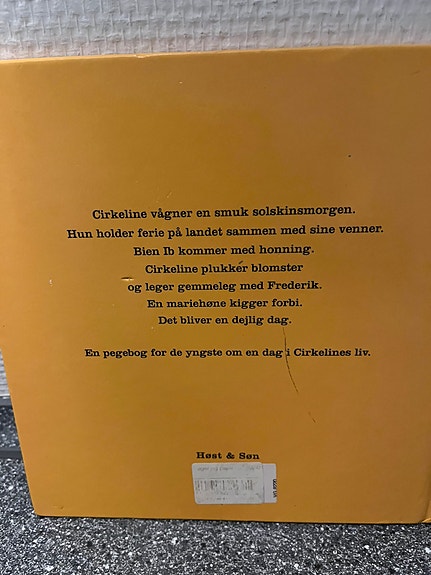 Cirkeline vågner en smuk solskinsmorgen.
Hun holder ferie på landet sammen med sine venner.
Bien Ib kommer med honning.
Cirkeline plukker blomster
og leger gemmeleg med Frederik.
En mariehøne kigger forbi.
Det bliver en dejlig dag.
En pegebog for de yngste om en dag i Cirkelines liv.
Høst & Søn